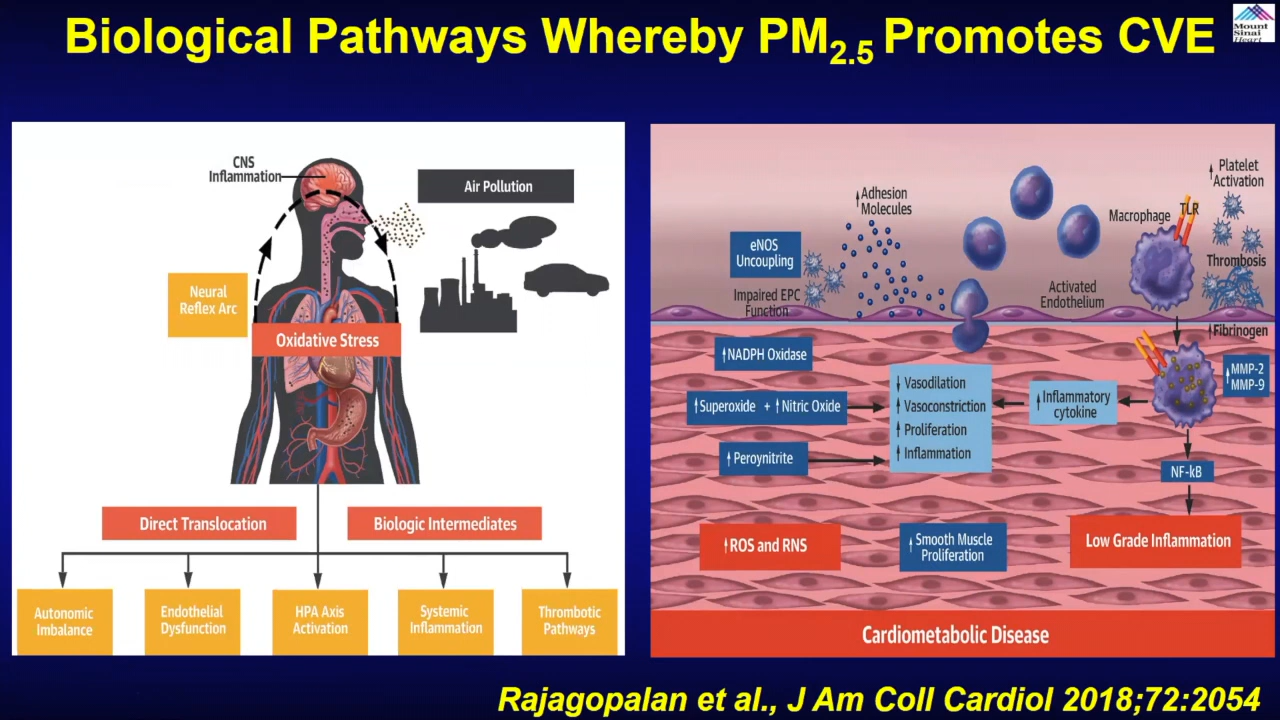 Biological Pathways Whereby PM2.5 Promotes CVE
Mount
Sinai
Heart
CNS
Inflammation
Air Pollution
Neural
Reflex Arc
Oxidative Stress
Direct Translocation
Biologic Intermediates
Autonomic
Imbalance
Endothelial
Dysfunction
HPA Axis
Activation
Systemic
Inflammation
Thrombotic
Pathways
↑Adhesion
Molecules
eNOS
Uncoupling
Impaired EPC
Function
Activated
Endothelium
Macrophage
TLR
↑Platelet
Activation
Thrombosis
↑Fibrinogen
↑NADPH Oxidase
↑Superoxide + ↑Nitric Oxide
↑Peroynitrite
↓Vasodilation
↑Vasoconstriction
↑Proliferation
↑Inflammation
↑Inflammatory
cytokine
↑MMP-2
MMP-9
NF-kB
↑ROS and RNS
↑Smooth Muscle
Proliferation
Low Grade Inflammation
Cardiometabolic Disease
Rajagopalan et al., J Am Coll Cardiol 2018;72:2054